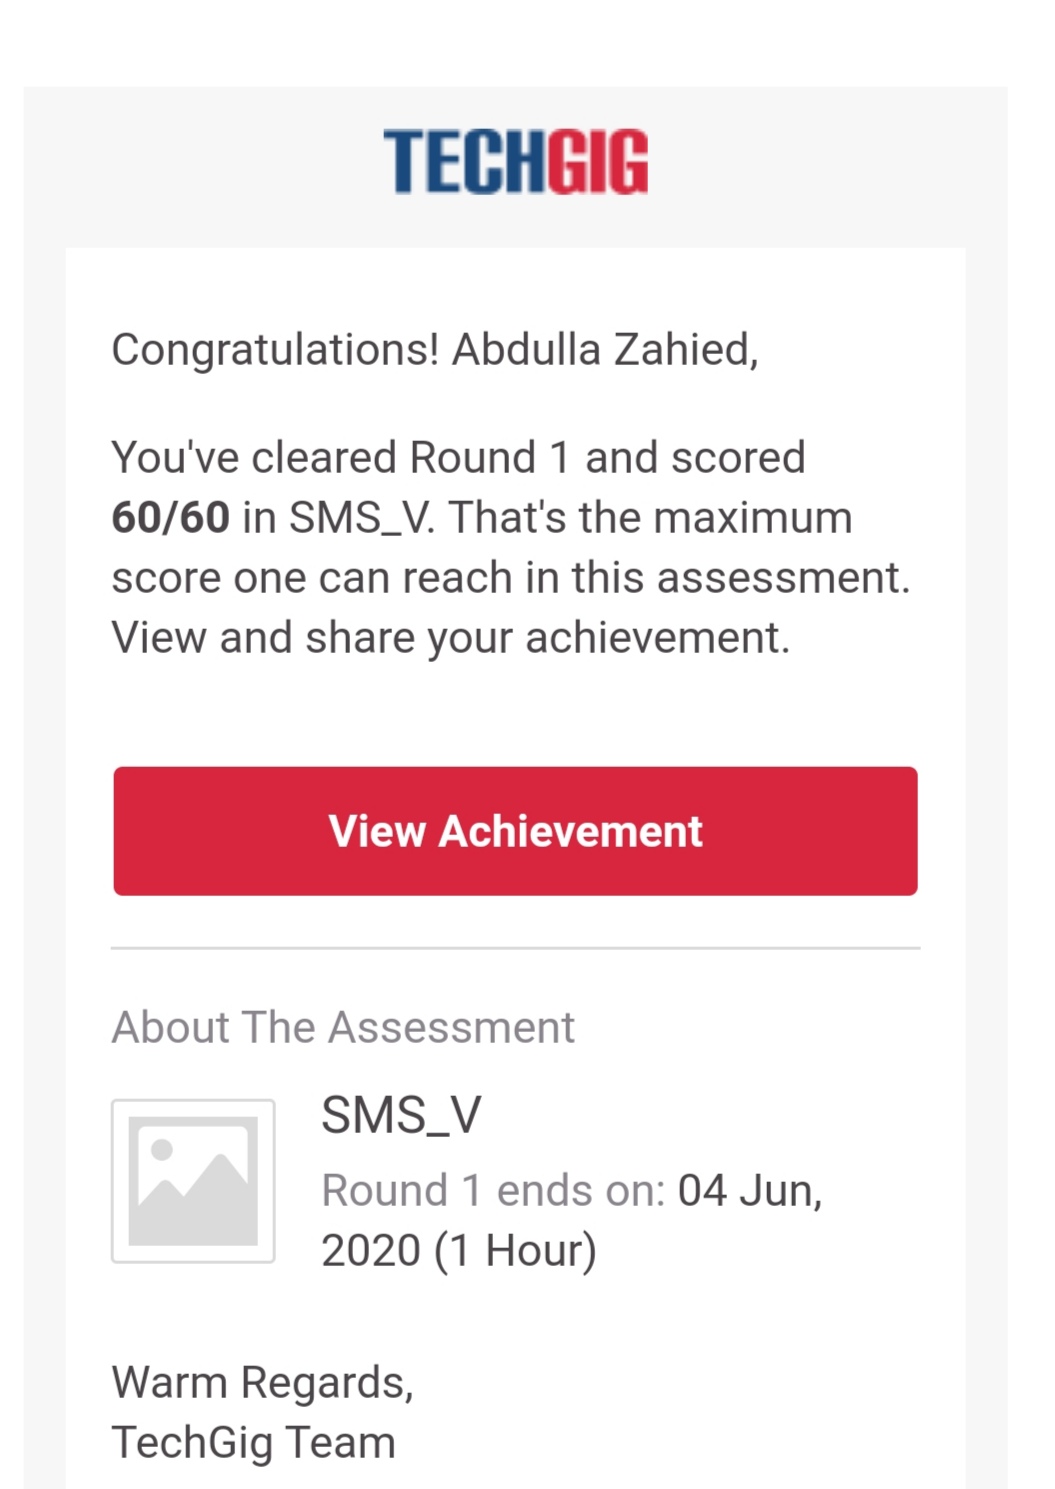 TECHGIG
Congratulations! Abdulla Zahied,
You've cleared Round 1 and scored
60/60 in SMS_V. That's the maximum
score one can reach in this assessment.
View and share your achievement.
View Achievement
About The Assessment
SMS_V
Round 1 ends on: 04 Jun,
2020 (1 Hour)
Warm Regards,
TechGig Team